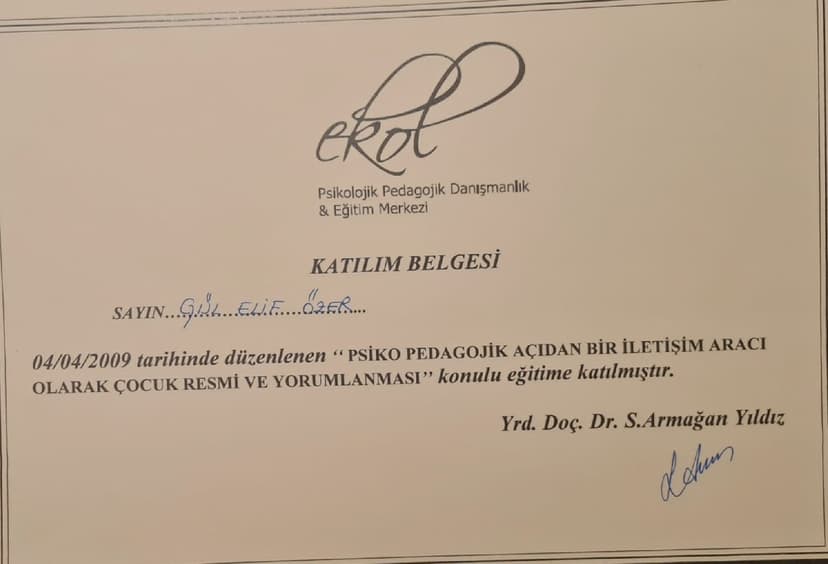 ekol
Psikolojik Pedagojik Danışmanlık
& Eğitim Merkezi
KATILIM BELGESİ
SAYIN....GÜL ELİF ÖZER....
04/04/2009 tarihinde düzenlenen ‘‘ PSİKO PEDAGOJİK AÇIDAN BİR İLETİŞİM ARACI
OLARAK ÇOCUK RESMİ VE YORUMLANMASI’’ konulu eğitime katılmıştır.
Yrd. Doç. Dr. S.Armağan Yıldız